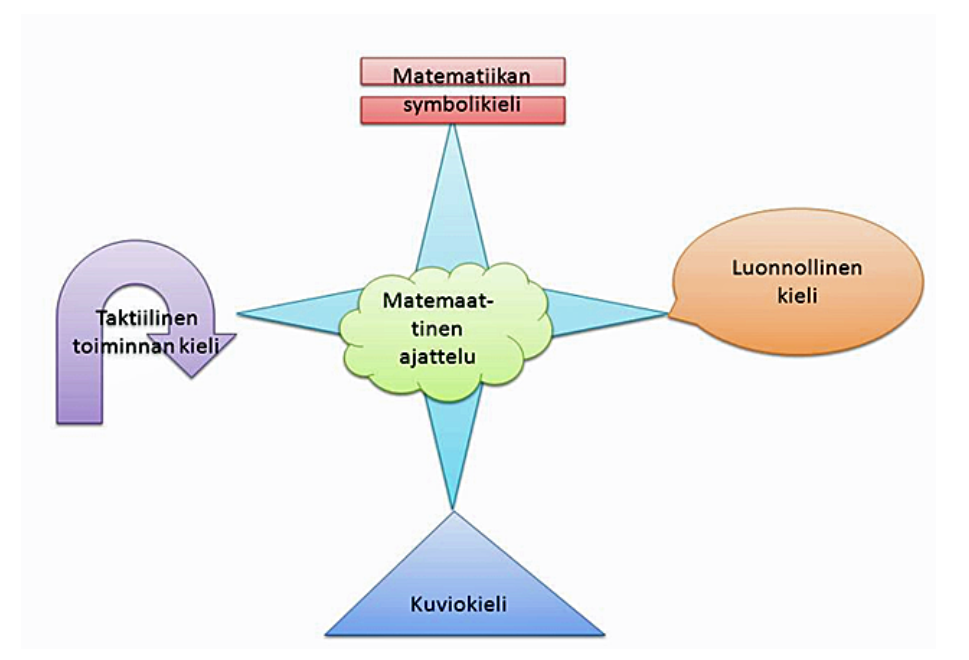 Matematiikan
symbolikieli
Luonnollinen
kieli
Matemaat-
tinen
ajattelu
Taktiilinen
toiminnan kieli
Kuviokieli